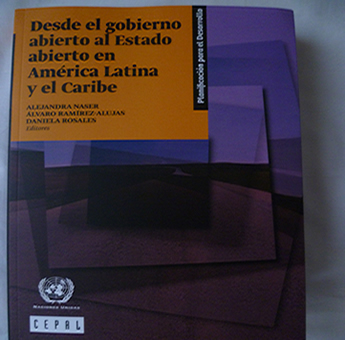 Desde el gobierno
abierto al Estado
abierto en
América Latina
y el Caribe
ALEJANDRA NASER
ÁLVARO RAMÍREZ-ALUJAS
DANIELA ROSALES
Editores
Planificación para el Desarrollo
NACIONES UNIDAS
CEPAL